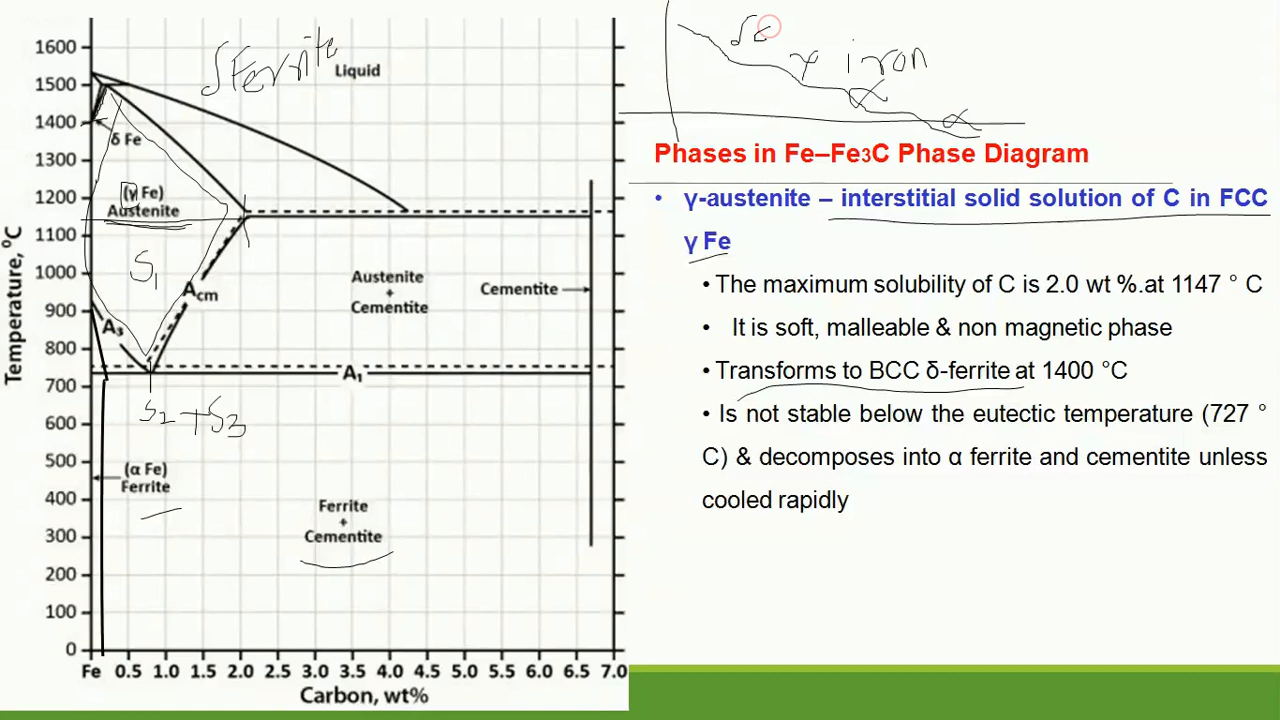 1600
1500
1400
1300
1200
1100
1000
900
800
700
600
500
400
300
200
100
0
Temperature, °C
δ Ferrite
Liquid
δ Fe
(γ Fe)
Austenite
S1
A3
Acm
Austenite
+
Cementite
Cementite
A1
S2 + S3
(α Fe)
Ferrite
Ferrite
+
Cementite
Fe 0.5 1.0 1.5 2.0 2.5 3.0 3.5 4.0 4.5 5.0 5.5 6.0 6.5 7.0
Carbon, wt%
γ iron
α
α
Phases in Fe–Fe3C Phase Diagram
• γ-austenite – interstitial solid solution of C in FCC
γ Fe
• The maximum solubility of C is 2.0 wt %.at 1147 ° C
• It is soft, malleable & non magnetic phase
• Transforms to BCC δ-ferrite at 1400 °C
• Is not stable below the eutectic temperature (727 °
C) & decomposes into α ferrite and cementite unless
cooled rapidly